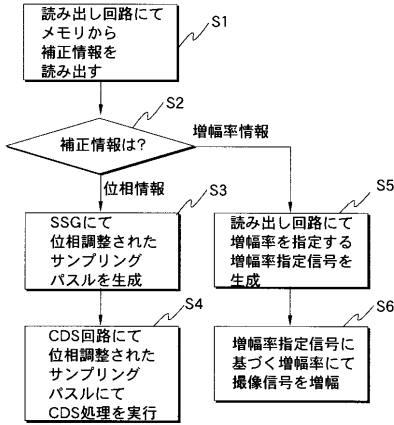 S1
読み出し回路にて
メモリから
補正情報を
読み出す
S2
補正情報は?
増幅率情報
位相情報
S3
SSGにて
位相調整された
サンプリング
パスルを生成
S4
CDS回路にて
位相調整された
サンプリング
パスルにて
CDS処理を実行
S5
読み出し回路にて
増幅率を指定する
増幅率指定信号を
生成
S6
増幅率指定信号に
基づく増幅率にて
撮像信号を増幅